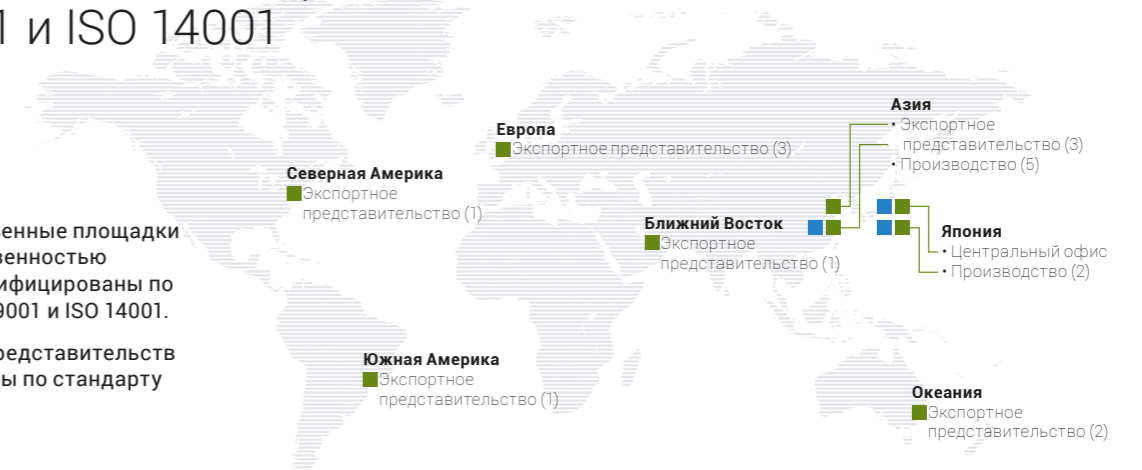 1 и ISO 14001
Азия
• Экспортное
представительство (3)
• Производство (5)
Европа
Экспортное представительство (3)
Северная Америка
Экспортное
представительство (1)
Ближний Восток
Экспортное
представительство (1)
Япония
• Центральный офис
• Производство (2)
венные площадки
венностью
ифицированы по
9001 и ISO 14001.
редставительств
ы по стандарту
Южная Америка
Экспортное
представительство (1)
Океания
Экспортное
представительство (2)